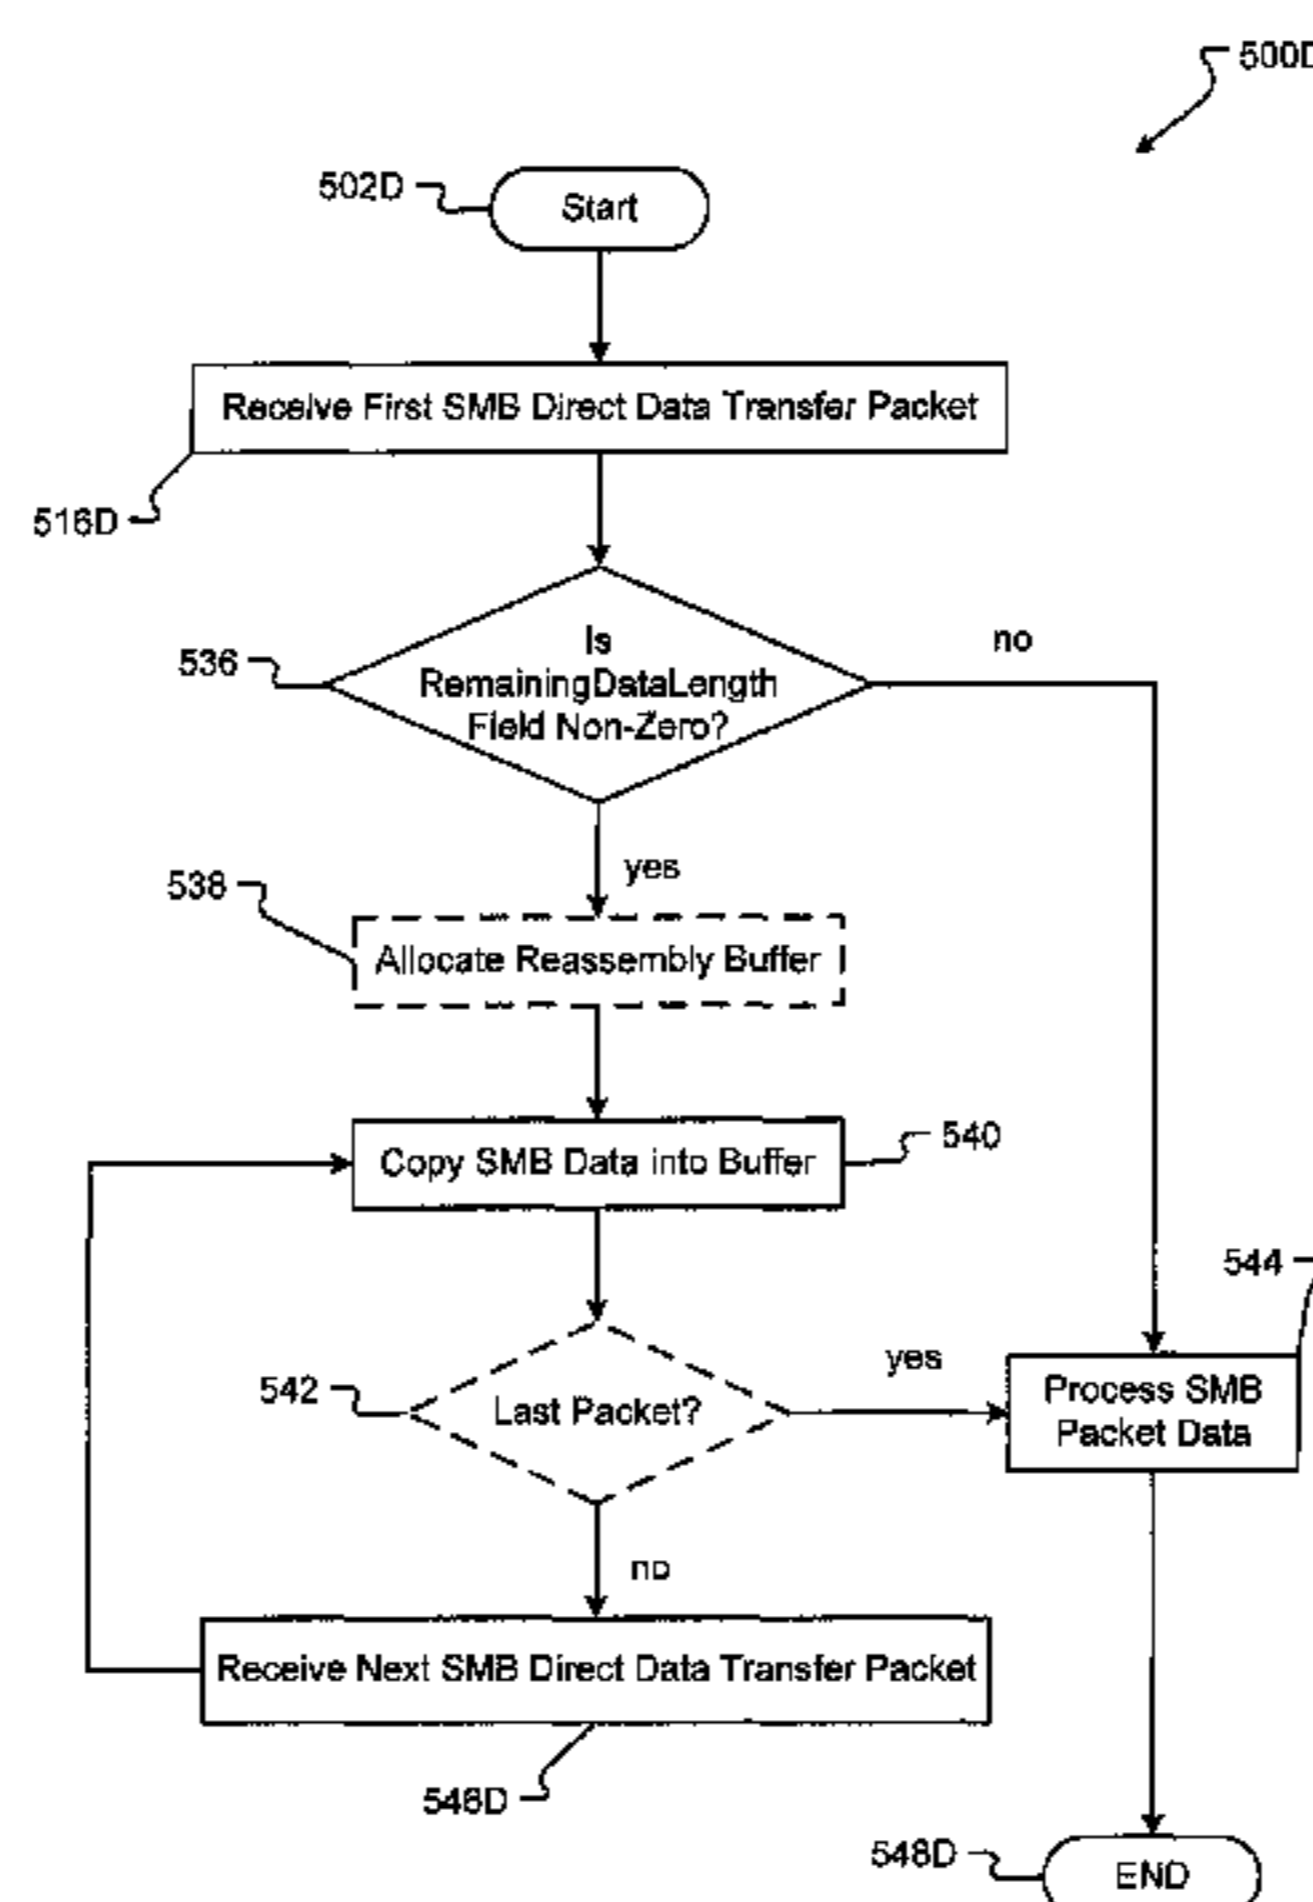 500D
502D
Start
Receive First SMB Direct Data Transfer Packet
516D
Is
RemainingDataLength
Field Non-Zero?
536
no
yes
538
Allocate Reassembly Buffer
Copy SMB Data into Buffer
540
544
542
Last Packet?
yes
Process SMB
Packet Data
no
Receive Next SMB Direct Data Transfer Packet
546D
548D
END